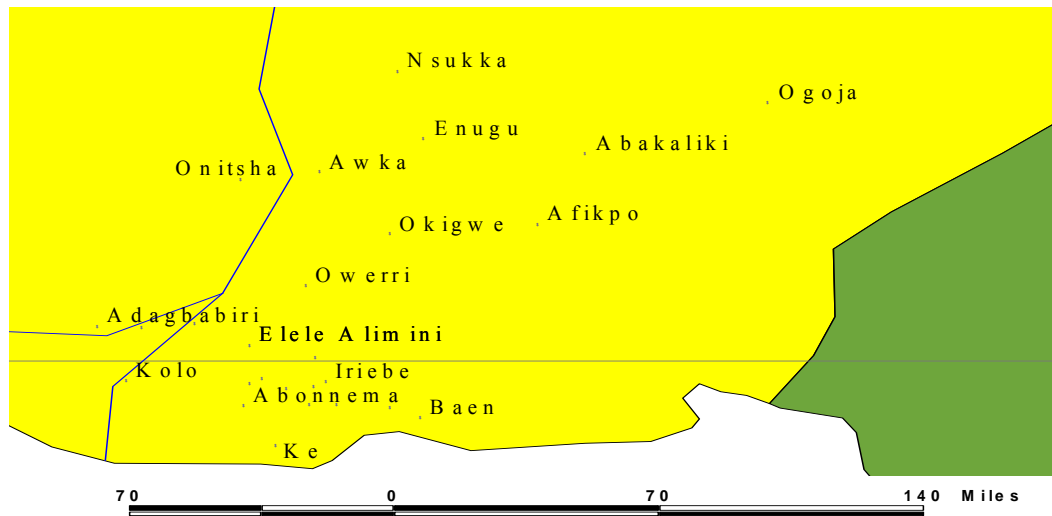 Nsukka
Ogoja
Enugu
Abakaliki
Onitsha
Awka
Okigwe
Afikpo
Owerri
Adagbabiri
Elele Alimini
Kolo
Iriebe
Abonnema
Baen
Ke
70 0 70 140 Miles